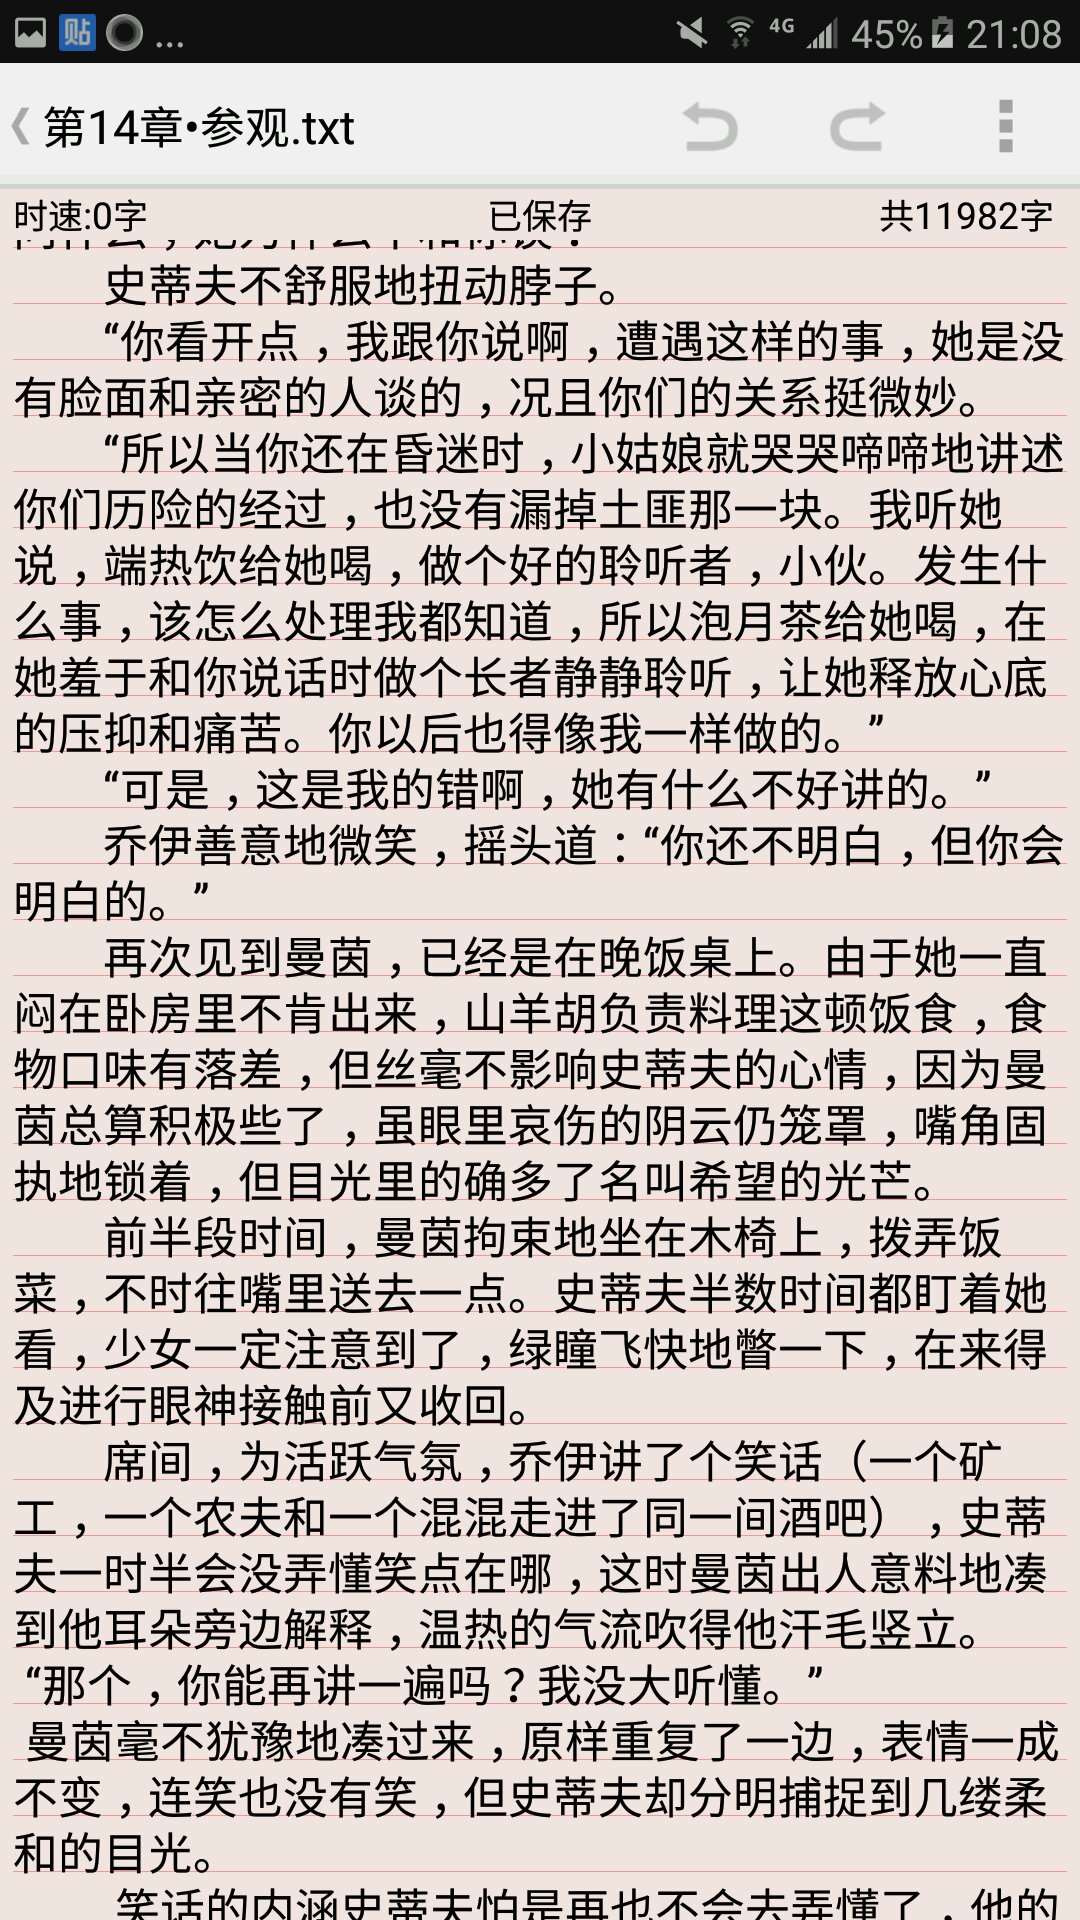 贴 ... 4G 45% 21:08
第14章•参观.txt
时速:0字 已保存 共11982字
史蒂夫不舒服地扭动脖子。
“你看开点，我跟你说啊，遭遇这样的事，她是没
有脸面和亲密的人谈的，况且你们的关系挺微妙。
“所以当你还在昏迷时，小姑娘就哭哭啼啼地讲述
你们历险的经过，也没有漏掉土匪那一块。我听她
说，端热饮给她喝，做个好的聆听者，小伙。发生什
么事，该怎么处理我都知道，所以泡月茶给她喝，在
她羞于和你说话时做个长者静静聆听，让她释放心底
的压抑和痛苦。你以后也得像我一样做的。”
“可是，这是我的错啊，她有什么不好讲的。”
乔伊善意地微笑，摇头道：“你还不明白，但你会
明白的。”
再次见到曼茵，已经是在晚饭桌上。由于她一直
闷在卧房里不肯出来，山羊胡负责料理这顿饭食，食
物口味有落差，但丝毫不影响史蒂夫的心情，因为曼
茵总算积极些了，虽眼里哀伤的阴云仍笼罩，嘴角固
执地锁着，但目光里的确多了名叫希望的光芒。
前半段时间，曼茵拘束地坐在木椅上，拨弄饭
菜，不时往嘴里送去一点。史蒂夫半数时间都盯着她
看，少女一定注意到了，绿瞳飞快地瞥一下，在来得
及进行眼神接触前又收回。
席间，为活跃气氛，乔伊讲了个笑话（一个矿
工，一个农夫和一个混混走进了同一间酒吧），史蒂
夫一时半会没弄懂笑点在哪，这时曼茵出人意料地凑
到他耳朵旁边解释，温热的气流吹得他汗毛竖立。
“那个，你能再讲一遍吗？我没大听懂。”
曼茵毫不犹豫地凑过来，原样重复了一边，表情一成
不变，连笑也没有笑，但史蒂夫却分明捕捉到几缕柔
和的目光。
笑话的内涵史蒂夫怕是再也不会去弄懂了，他的